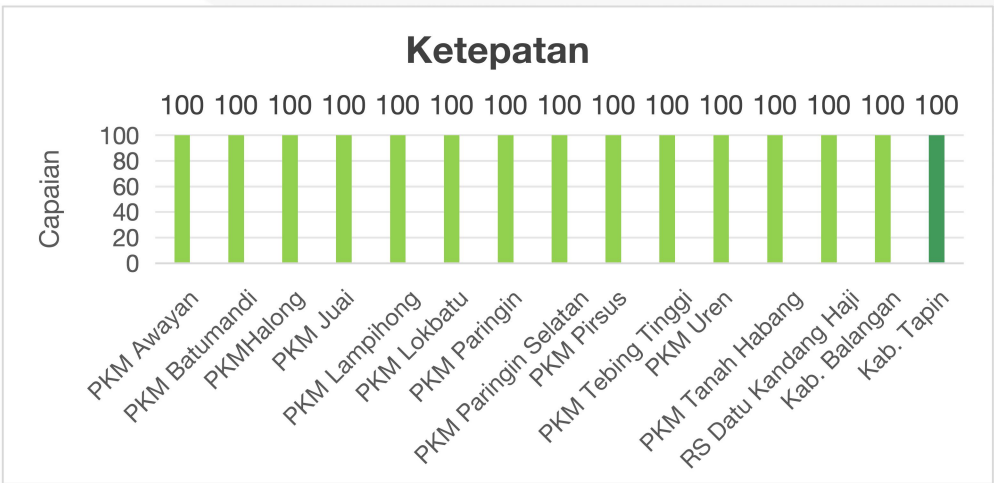 Ketepatan
100 100 100 100 100 100 100 100 100 100 100 100 100 100 100
Capaian
100
80
60
40
20
0
PKM Awayan
PKM Batumandi
PKMHalong
PKM Juai
PKM Lampihong
PKM Lokbatu
PKM Paringin
PKM Paringin Selatan
PKM Pirsus
PKM Tebing Tinggi
PKM Uren
PKM Tanah Habang
RS Datu Kandang Haji
Kab. Balangan
Kab. Tapin